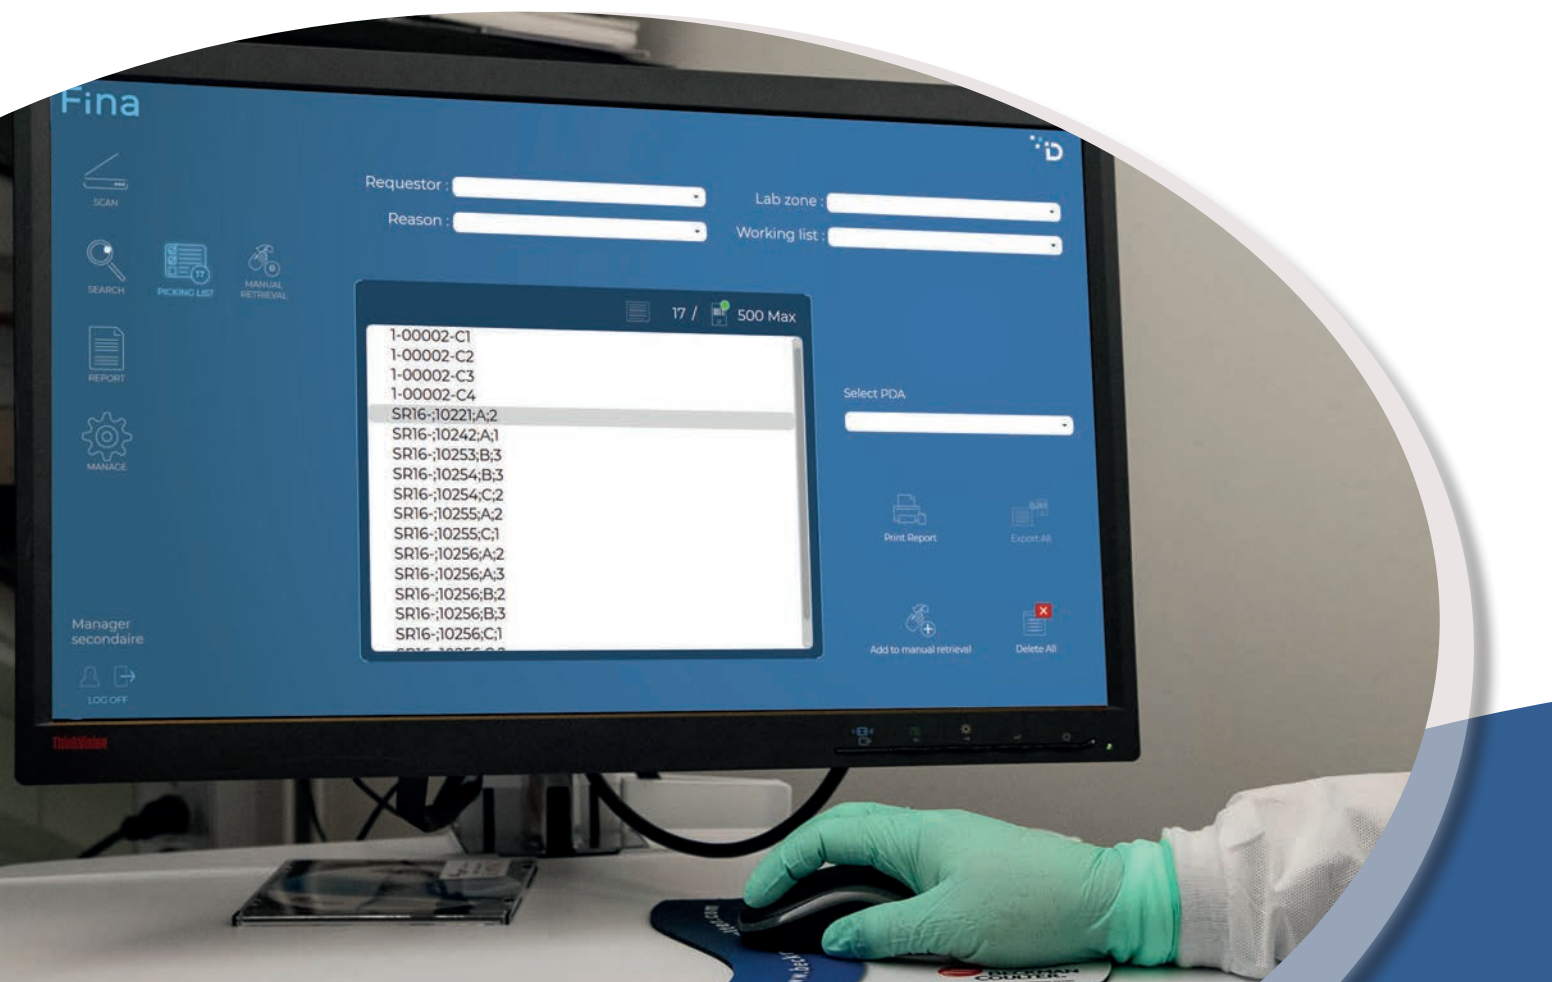 Fina
SCAN
SEARCH
PICKING LIST
17
MANUAL
RETRIEVAL
0
REPORT
MANAGE
Manager
secondaire
LOG OFF
Requestor :
Reason :
Lab zone :
Working list :
17 / 500 Max
1-00002-C1
1-00002-C2
1-00002-C3
1-00002-C4
SR16-;10221;A;2
SR16-;10242;A;1
SR16-;10253;B;3
SR16-;10254;B;3
SR16-;10254;C;2
SR16-;10255;A;2
SR16-;10255;C;1
SR16-;10256;A;2
SR16-;10256;A;3
SR16-;10256;B;2
SR16-;10256;B;3
SR16-;10256;C;1
Select PDA
Print Report
Export All
Add to manual retrieval
Delete All
ThinkVision
BECKMAN
COULTER